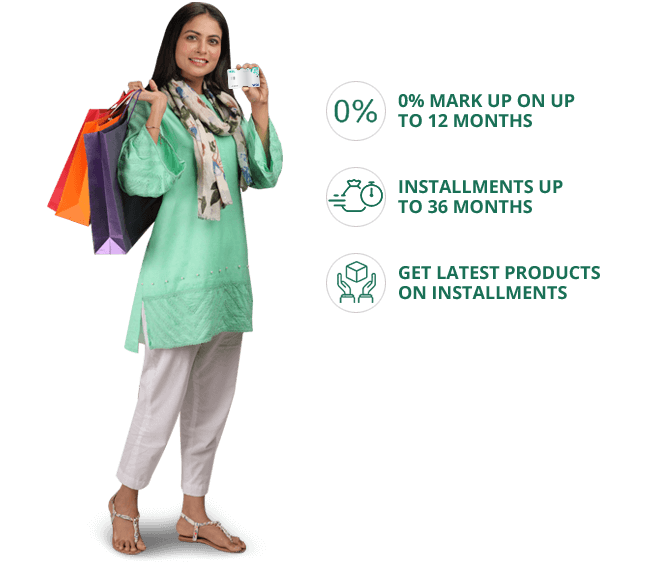 0%
0% MARK UP ON UP
TO 12 MONTHS
INSTALLMENTS UP
TO 36 MONTHS
GET LATEST PRODUCTS
ON INSTALLMENTS